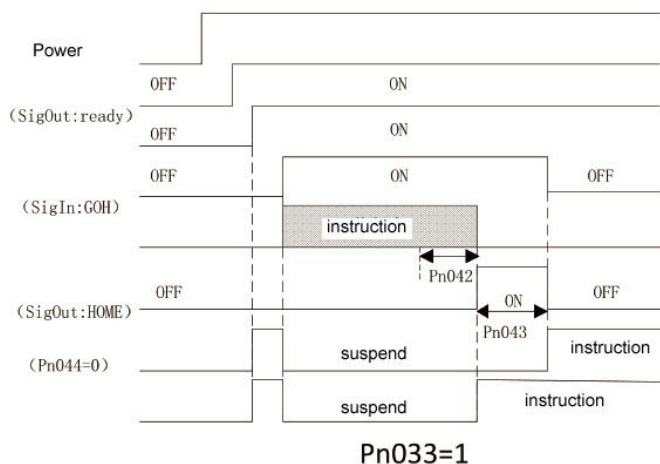 Power
OFF ON
(SigOut:ready)
OFF ON
OFF ON OFF
(SigIn:GOH)
instruction
Pn042
OFF ON OFF
(SigOut:HOME)
Pn043
(Pn044=0) suspend instruction
suspend instruction
Pn033=1